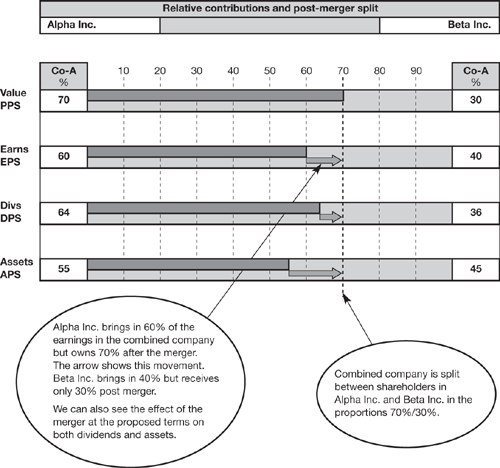 Relative contributions and post-merger split
Alpha Inc. Beta Inc.
Co-A % 10 20 30 40 50 60 70 80 90 Co-A %
Value PPS 70 30
Earns EPS 60 40
Divs DPS 64 36
Assets APS 55 45
Alpha Inc. brings in 60% of the
earnings in the combined company
but owns 70% after the merger.
The arrow shows this movement.
Beta Inc. brings in 40% but receives
only 30% post merger.
We can also see the effect of the
merger at the proposed terms on
both dividends and assets.
Combined company is split
between shareholders in
Alpha Inc. and Beta Inc. in the
proportions 70%/30%.